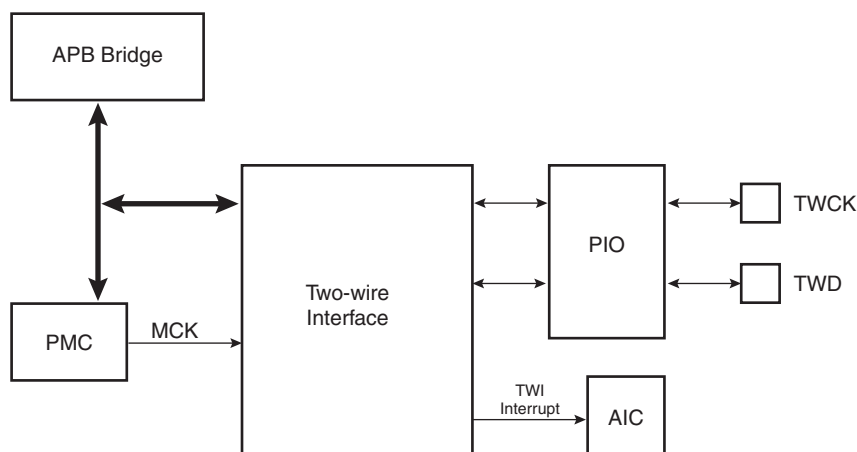 APB Bridge
TWCK
PIO
TWD
Two-wire
Interface
MCK
PMC
TWI
Interrupt
AIC